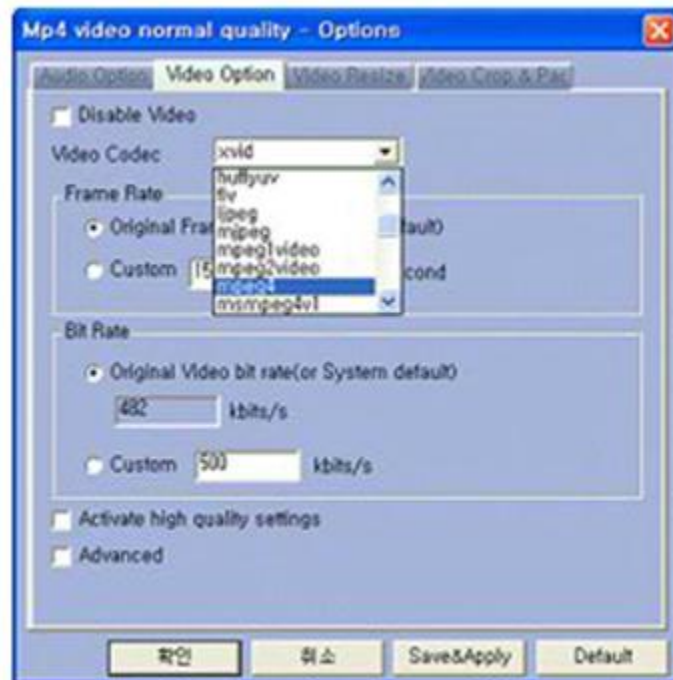 Mp4 video normal quality - Options
Audio Option Video Option Video Resize Video Crop & Pac
Disable Video
Video Codec xvid
huffyuv
Frame Rate
flv
ljpeg
Original Fra ault)
mjpeg
mpeg1video
Custom 15 mpeg2video cond
mpeg4
msmpeg4v1
Bit Rate
Original Video bit rate(or System default)
482 kbits/s
Custom 500 kbits/s
Activate high quality settings
Advanced
확인 취소 Save&Apply Default